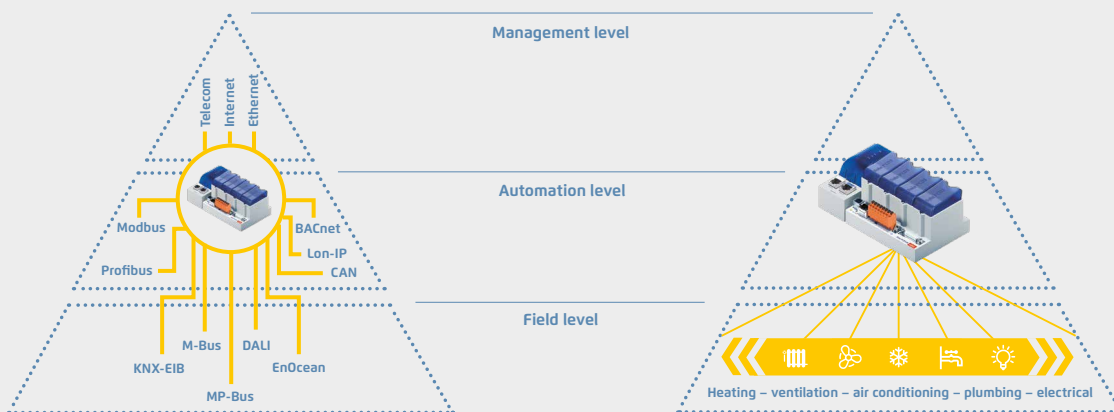 Management level
Telecom
Internet
Ethernet
Automation level
Modbus
BACnet
Lon-IP
Profibus
CAN
Field level
M-Bus
DALI
KNX-EIB
EnOcean
MP-Bus
Heating – ventilation – air conditioning – plumbing – electrical